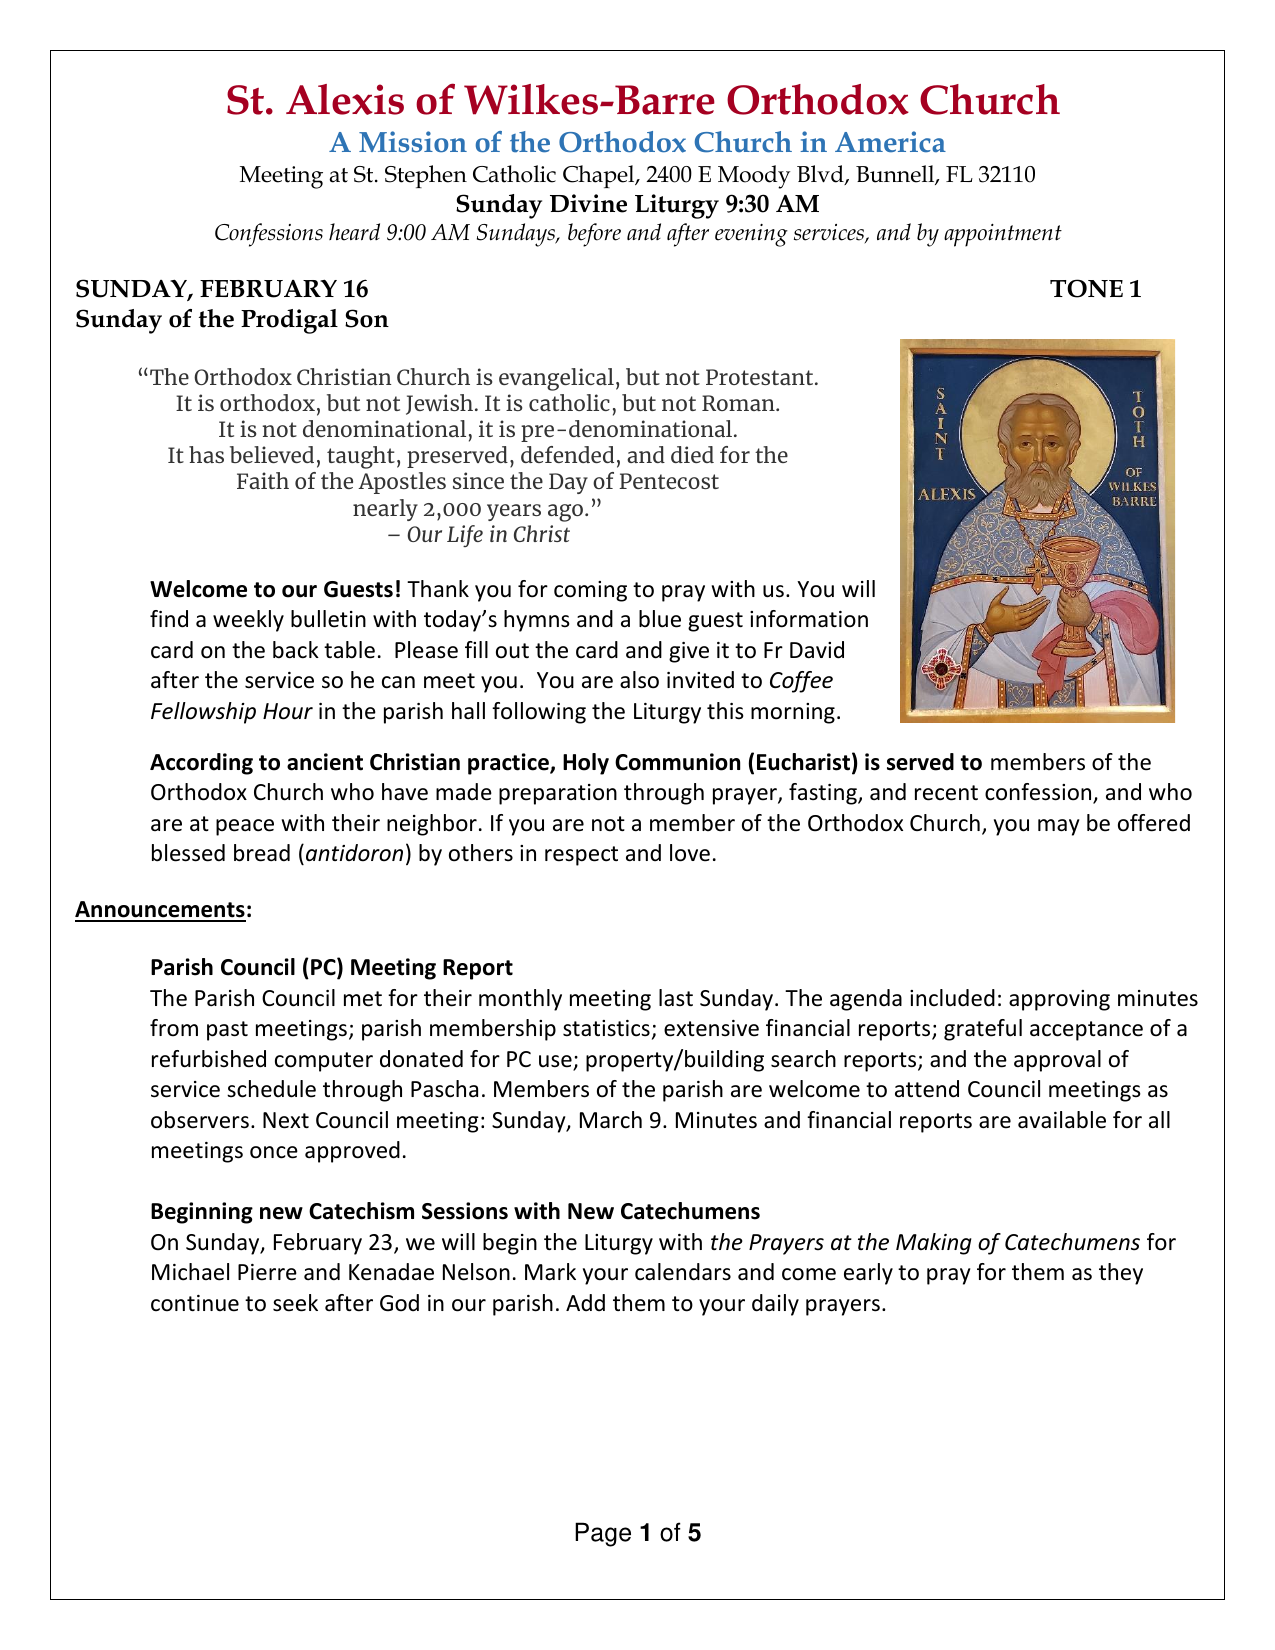 St. Alexis of Wilkes-Barre Orthodox Church
A Mission of the Orthodox Church in America
Meeting at St. Stephen Catholic Chapel, 2400 E Moody Blvd, Bunnell, FL 32110
Sunday Divine Liturgy 9:30 AM
Confessions heard 9:00 AM Sundays, before and after evening services, and by appointment
SUNDAY, FEBRUARY 16 TONE 1
Sunday of the Prodigal Son
“The Orthodox Christian Church is evangelical, but not Protestant.
It is orthodox, but not Jewish. It is catholic, but not Roman.
It is not denominational, it is pre-denominational.
It has believed, taught, preserved, defended, and died for the
Faith of the Apostles since the Day of Pentecost
nearly 2,000 years ago.”
– Our Life in Christ
SAINT
ALEXIS
TOTH
OF
WILKES
BARRE
Welcome to our Guests! Thank you for coming to pray with us. You will
find a weekly bulletin with today’s hymns and a blue guest information
card on the back table. Please fill out the card and give it to Fr David
after the service so he can meet you. You are also invited to Coffee
Fellowship Hour in the parish hall following the Liturgy this morning.
According to ancient Christian practice, Holy Communion (Eucharist) is served to members of the
Orthodox Church who have made preparation through prayer, fasting, and recent confession, and who
are at peace with their neighbor. If you are not a member of the Orthodox Church, you may be offered
blessed bread (antidoron) by others in respect and love.
Announcements:
Parish Council (PC) Meeting Report
The Parish Council met for their monthly meeting last Sunday. The agenda included: approving minutes
from past meetings; parish membership statistics; extensive financial reports; grateful acceptance of a
refurbished computer donated for PC use; property/building search reports; and the approval of
service schedule through Pascha. Members of the parish are welcome to attend Council meetings as
observers. Next Council meeting: Sunday, March 9. Minutes and financial reports are available for all
meetings once approved.
Beginning new Catechism Sessions with New Catechumens
On Sunday, February 23, we will begin the Liturgy with the Prayers at the Making of Catechumens for
Michael Pierre and Kenadae Nelson. Mark your calendars and come early to pray for them as they
continue to seek after God in our parish. Add them to your daily prayers.
Page 1 of 5